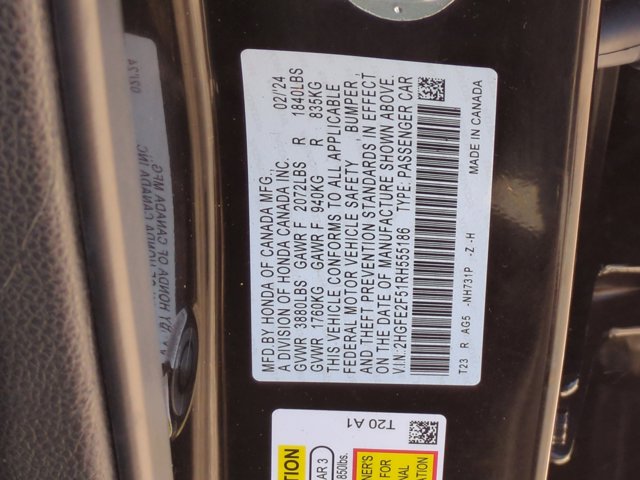 MFD.BY HONDA OF CANADA MFG., 02/'24
A DIVISION OF HONDA CANADA INC.
GVWR 3880LBS GAWR F 2072LBS R 1840LBS
GVWR 1760KG GAWR F 940KG R 835KG
THIS VEHICLE CONFORMS TO ALL APPLICABLE
FEDERAL MOTOR VEHICLE SAFETY , BUMPER,
AND THEFT PREVENTION STANDARDS IN EFFECT
ON THE DATE OF MANUFACTURE SHOWN ABOVE.
V.I.N.:2HGFE2F51RH555186 TYPE:PASSENGER CAR
T23 R AG5 -NH731P -Z -H MADE IN CANADA
T20 A1
AR 3
850lbs.